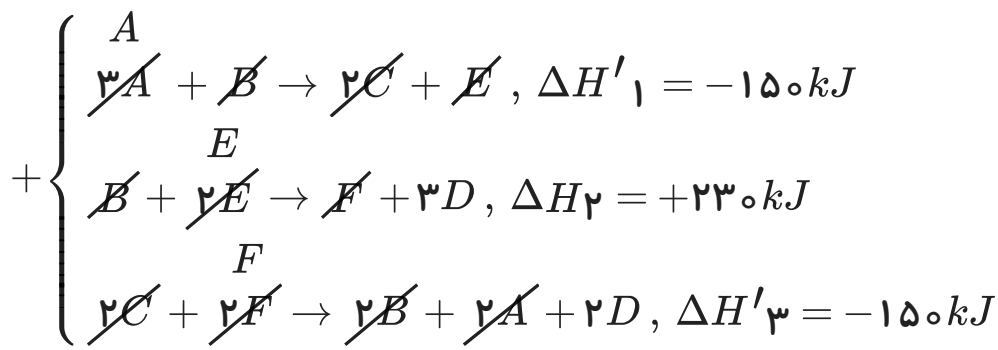 A
۳A + B → ۲C + E , ΔH′۱ = −۱۵۰kJ
E
+ B + ۲E → F + ۳D , ΔH۲ = +۲۳۰kJ
F
۲C + ۲F → ۲B + ۲A + ۲D , ΔH′۳ = −۱۵۰kJ